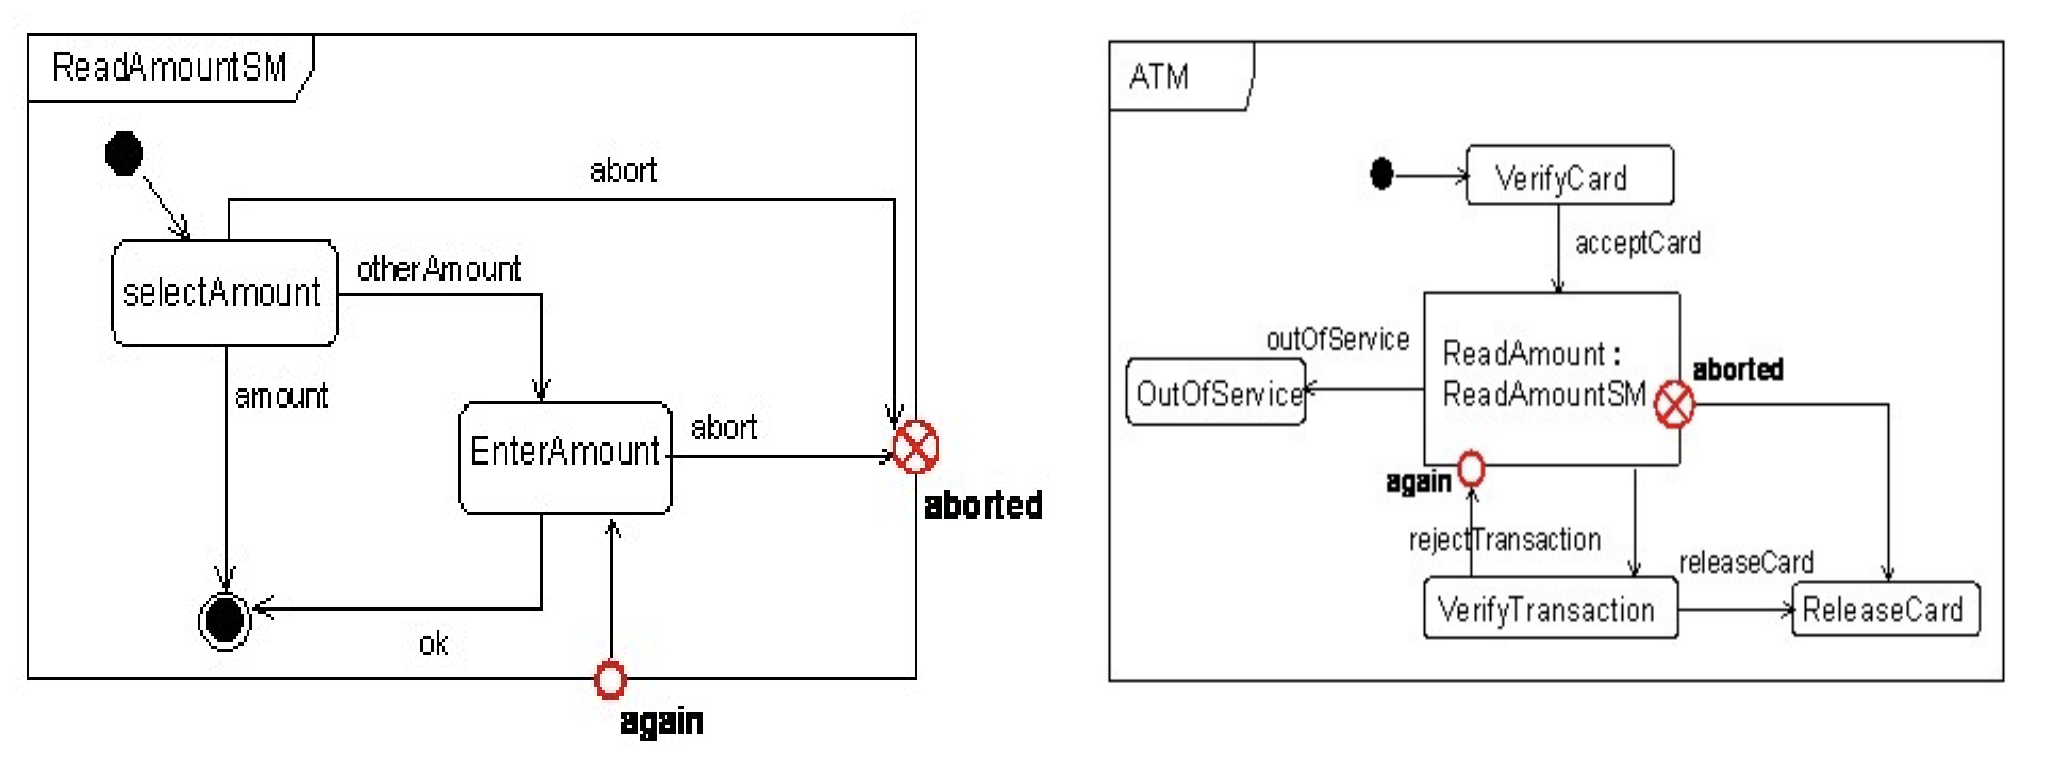 ReadAmountSM
abort
otherAmount
selectAmount
amount
abort
EnterAmount
aborted
ok
again
ATM
VerifyCard
acceptCard
outOfService
ReadAmount :
ReadAmountSM
aborted
OutOfService
again
rejectTransaction
releaseCard
VerifyTransaction
ReleaseCard